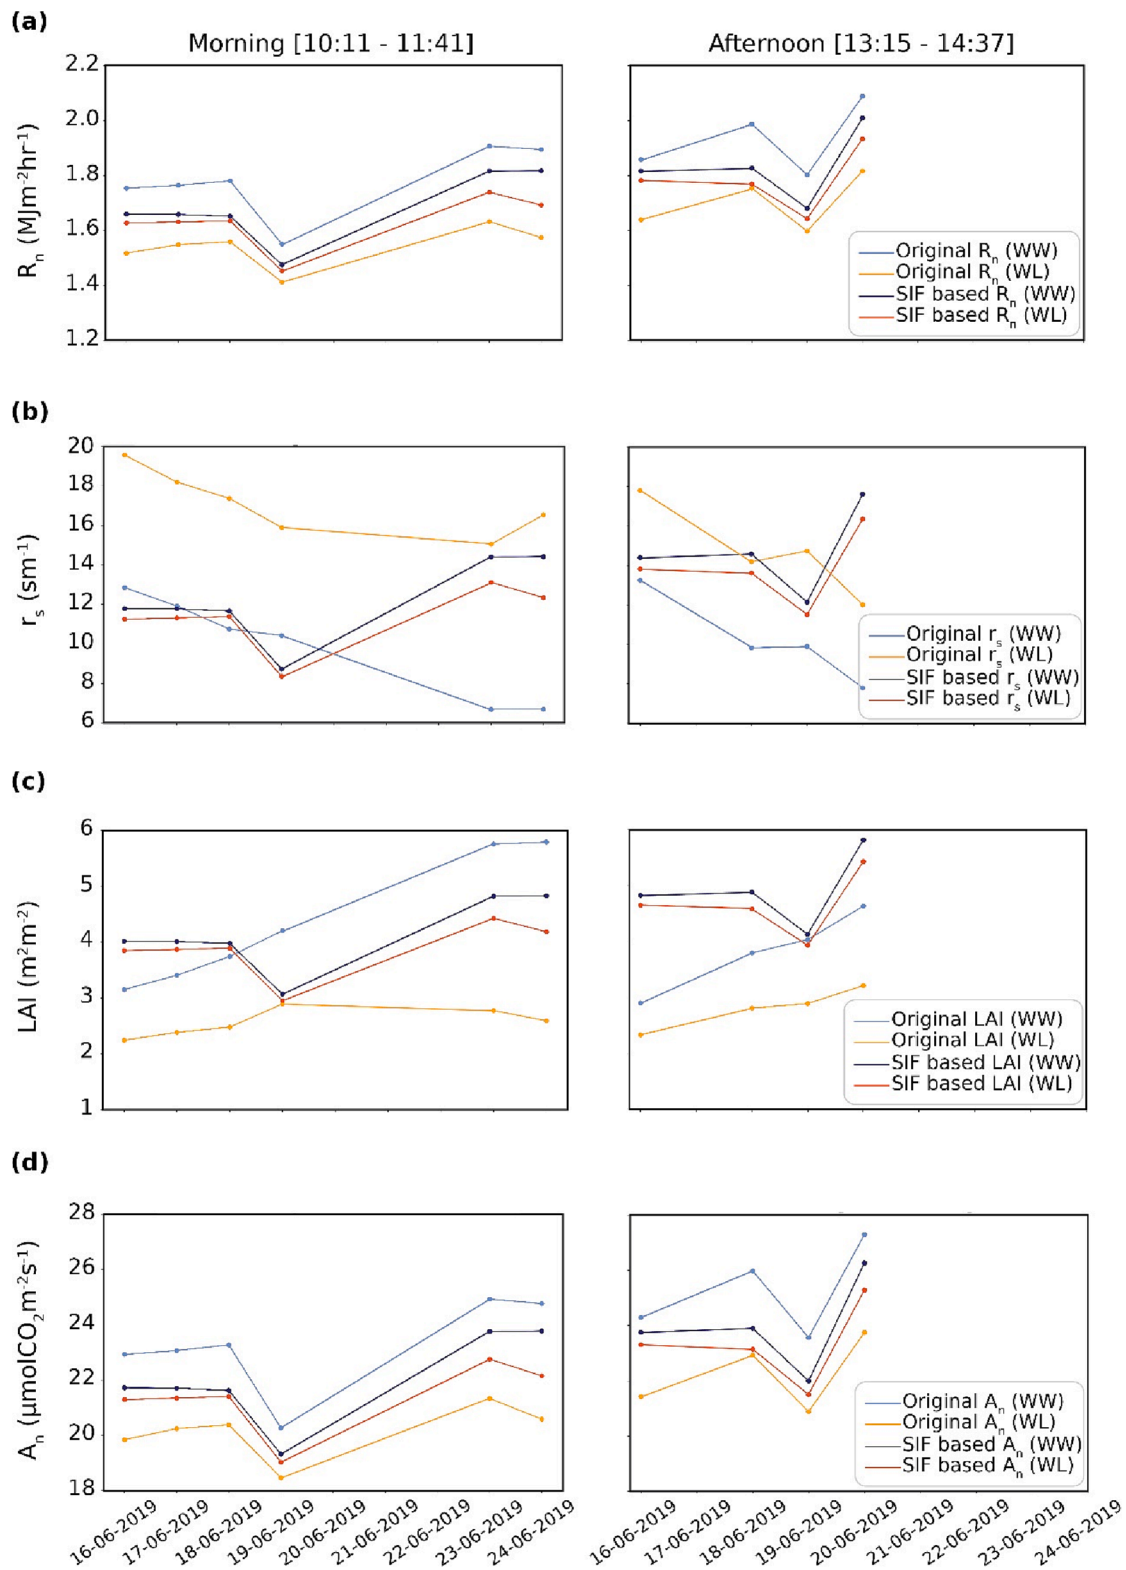 (a)
Morning [10:11 - 11:41]
Afternoon [13:15 - 14:37]
2.2
2.0
1.8
1.6
1.4
1.2
Rₙ (MJm⁻²hr⁻¹)
Original Rₙ (WW)
Original Rₙ (WL)
SIF based Rₙ (WW)
SIF based Rₙ (WL)
(b)
20
18
16
14
12
10
8
6
rₛ (sm⁻¹)
Original rₛ (WW)
Original rₛ (WL)
SIF based rₛ (WW)
SIF based rₛ (WL)
(c)
6
5
4
3
2
1
LAI (m²m⁻²)
Original LAI (WW)
Original LAI (WL)
SIF based LAI (WW)
SIF based LAI (WL)
(d)
28
26
24
22
20
18
Aₙ (μmolCO₂m⁻²s⁻¹)
Original Aₙ (WW)
Original Aₙ (WL)
SIF based Aₙ (WW)
SIF based Aₙ (WL)
16-06-2019
17-06-2019
18-06-2019
19-06-2019
20-06-2019
21-06-2019
22-06-2019
23-06-2019
24-06-2019
16-06-2019
17-06-2019
18-06-2019
19-06-2019
20-06-2019
21-06-2019
22-06-2019
23-06-2019
24-06-2019